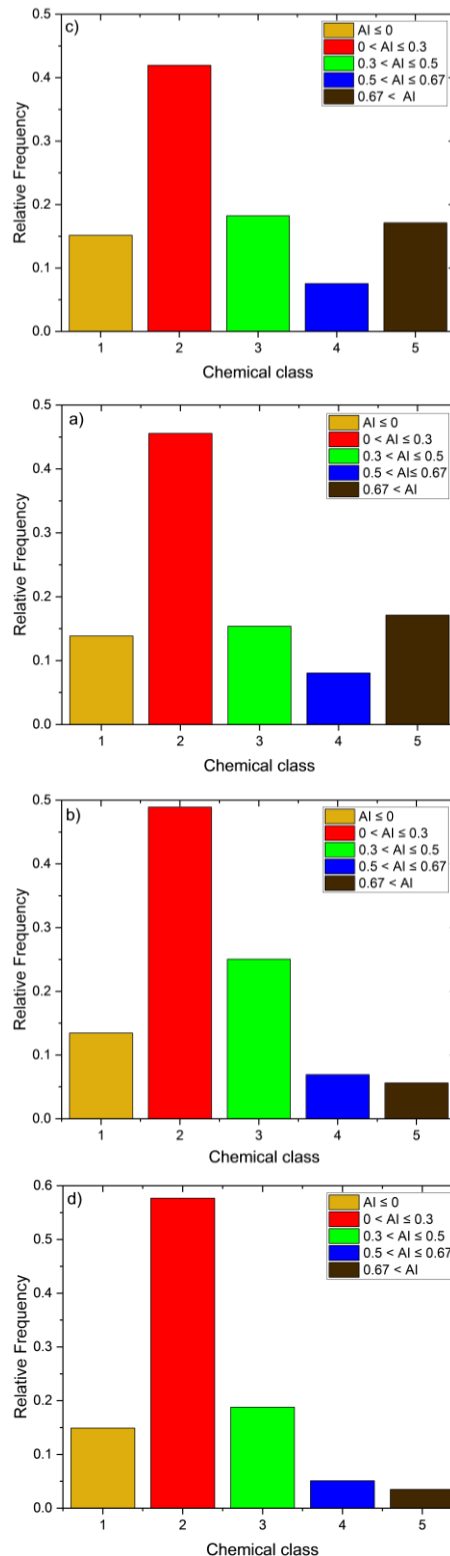 c)
AI ≤ 0
0 < AI ≤ 0.3
0.3 < AI ≤ 0.5
0.5 < AI ≤ 0.67
0.67 < AI
0.5
0.4
0.3
0.2
0.1
0.0
Relative Frequency
1 2 3 4 5
Chemical class
a)
AI ≤ 0
0 < AI ≤ 0.3
0.3 < AI ≤ 0.5
0.5 < AI≤ 0.67
0.67 < AI
0.5
0.4
0.3
0.2
0.1
0.0
Relative Frequency
1 2 3 4 5
Chemical class
b)
AI ≤ 0
0 < AI ≤ 0.3
0.3 < AI ≤ 0.5
0.5 < AI ≤ 0.67
0.67 < AI
0.5
0.4
0.3
0.2
0.1
0.0
Relative Frequency
1 2 3 4 5
Chemical class
d)
AI ≤ 0
0 < AI ≤ 0.3
0.3 < AI ≤ 0.5
0.5 < AI ≤ 0.67
0.67 < AI
0.6
0.5
0.4
0.3
0.2
0.1
0.0
Relative Frequency
1 2 3 4 5
Chemical class